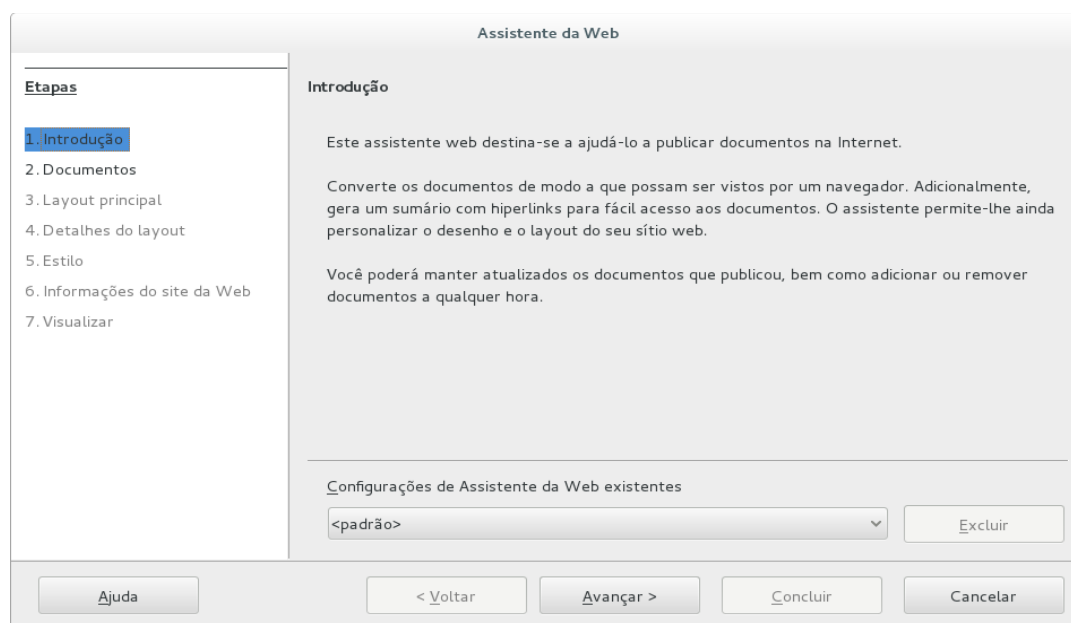 Assistente da Web
Etapas
1. Introdução
2. Documentos
3. Layout principal
4. Detalhes do layout
5. Estilo
6. Informações do site da Web
7. Visualizar
Introdução
Este assistente web destina-se a ajudá-lo a publicar documentos na Internet.
Converte os documentos de modo a que possam ser vistos por um navegador. Adicionalmente,
gera um sumário com hiperlinks para fácil acesso aos documentos. O assistente permite-lhe ainda
personalizar o desenho e o layout do seu sítio web.
Você poderá manter atualizados os documentos que publicou, bem como adicionar ou remover
documentos a qualquer hora.
Configurações de Assistente da Web existentes
<padrão>
Excluir
Ajuda
< Voltar
Avançar >
Concluir
Cancelar